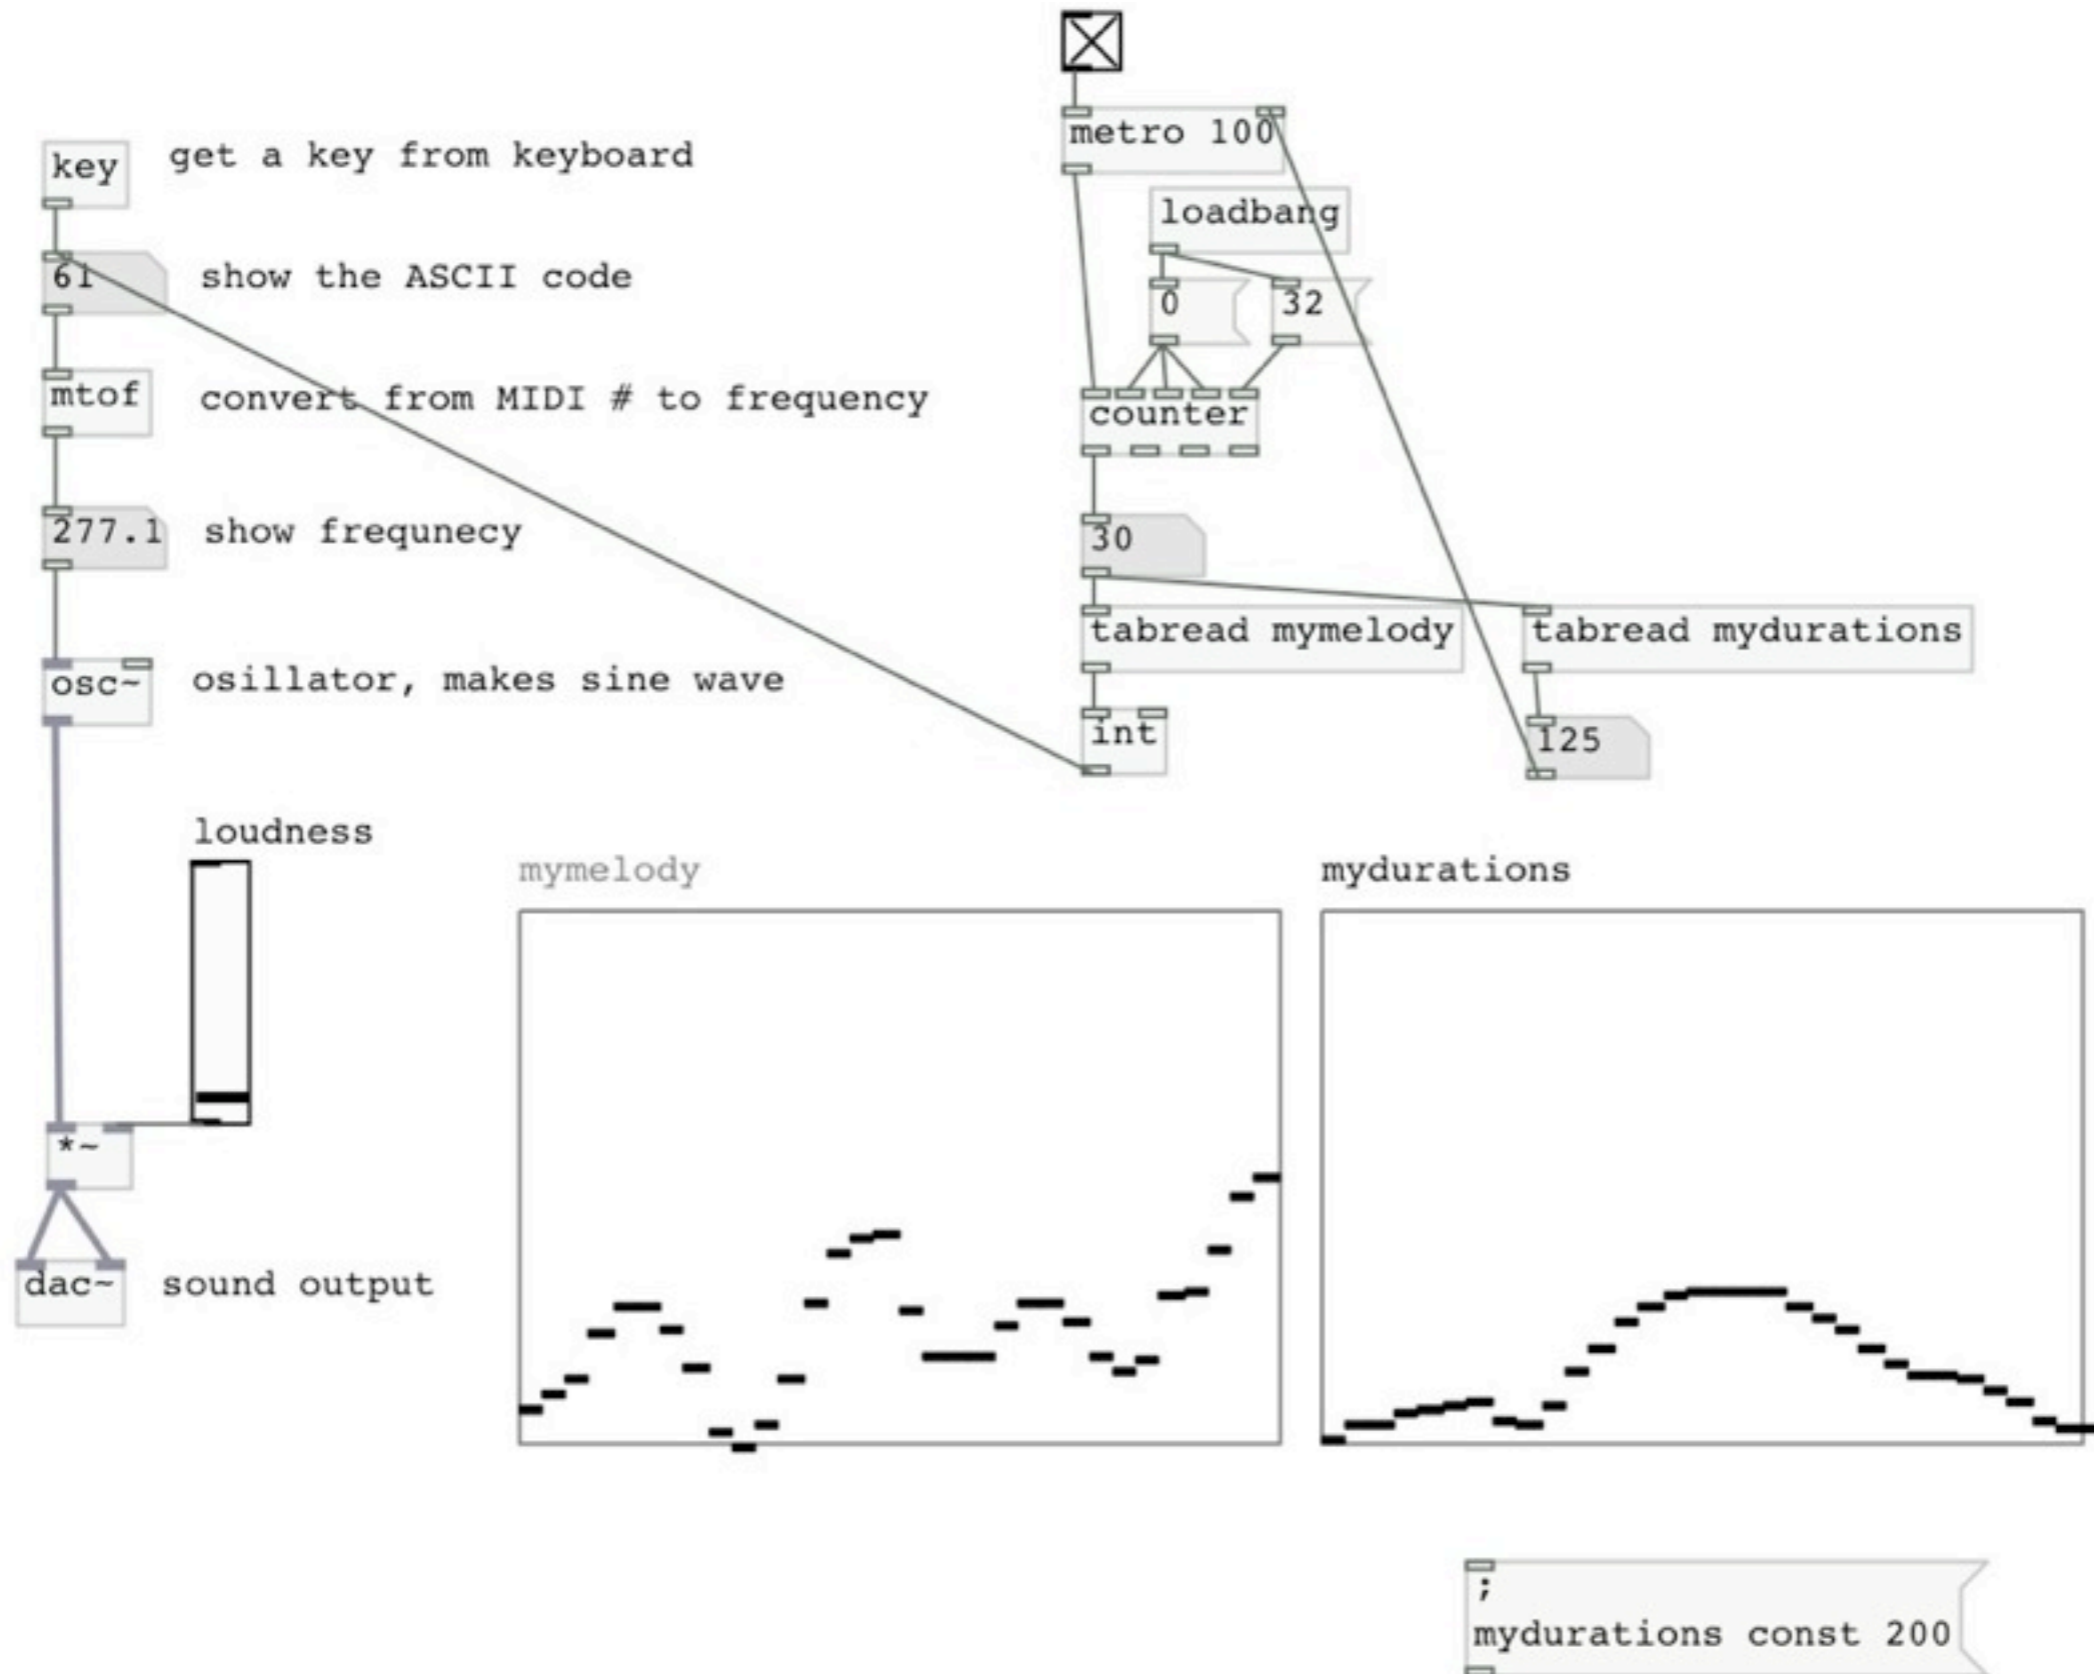 metro 100
key
get a key from keyboard
loadbang
61
show the ASCII code
0
32
mtof
convert from MIDI # to frequency
counter
277.1
show frequnecy
30
tabread mymelody
tabread mydurations
osc~
osillator, makes sine wave
int
125
loudness
mymelody
mydurations
*~
dac~
sound output
;
mydurations const 200